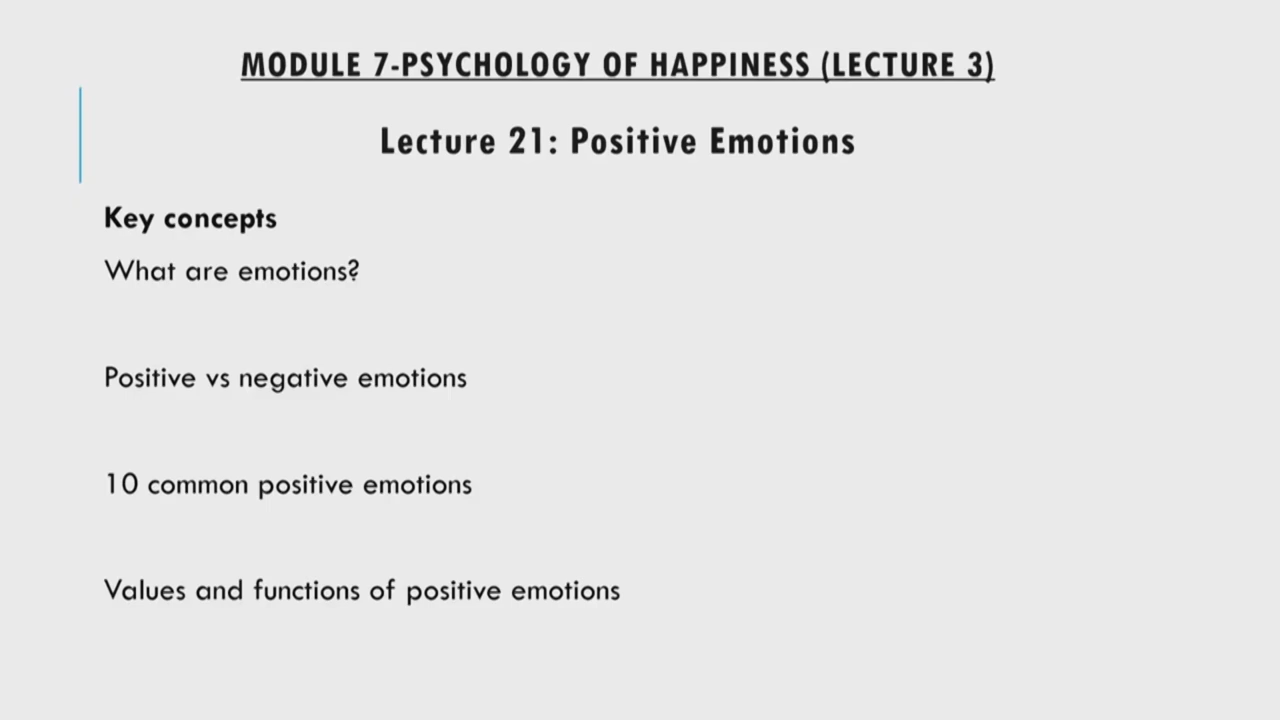 MODULE 7-PSYCHOLOGY OF HAPPINESS (LECTURE 3)
Lecture 21: Positive Emotions
Key concepts
What are emotions?
Positive vs negative emotions
10 common positive emotions
Values and functions of positive emotions